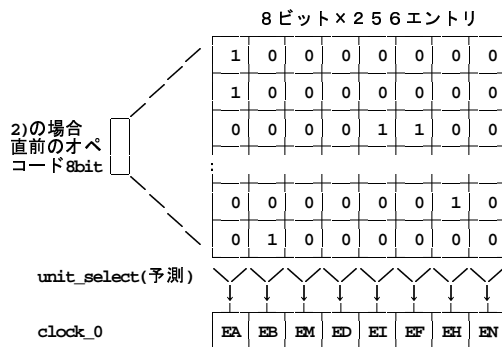 8ビット×256エントリ
1 0 0 0 0 0 0 0
1 0 0 0 0 0 0 0
0 0 0 0 1 1 0 0
2)の場合
直前のオペ
コード8bit
:
0 0 0 0 0 0 1 0
0 1 0 0 0 0 0 0
unit_select(予測)
clock_0 EA EB EM ED EI EF EH EN